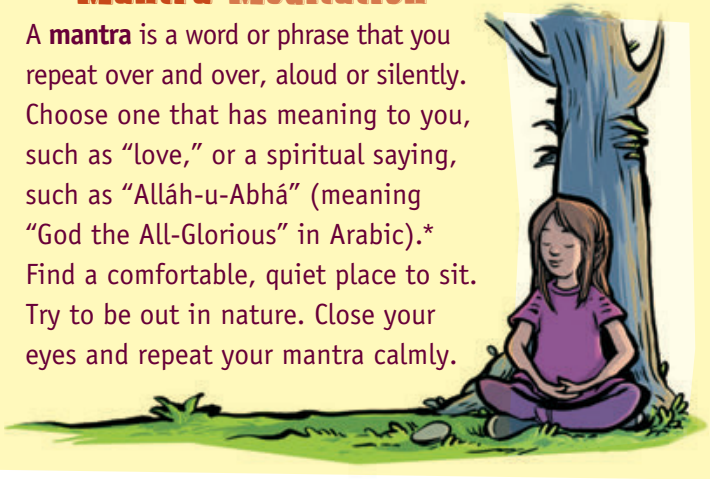 Mantra Meditation
A mantra is a word or phrase that you
repeat over and over, aloud or silently.
Choose one that has meaning to you,
such as “love,” or a spiritual saying,
such as “Alláh-u-Abhá” (meaning
“God the All-Glorious” in Arabic).*
Find a comfortable, quiet place to sit.
Try to be out in nature. Close your
eyes and repeat your mantra calmly.